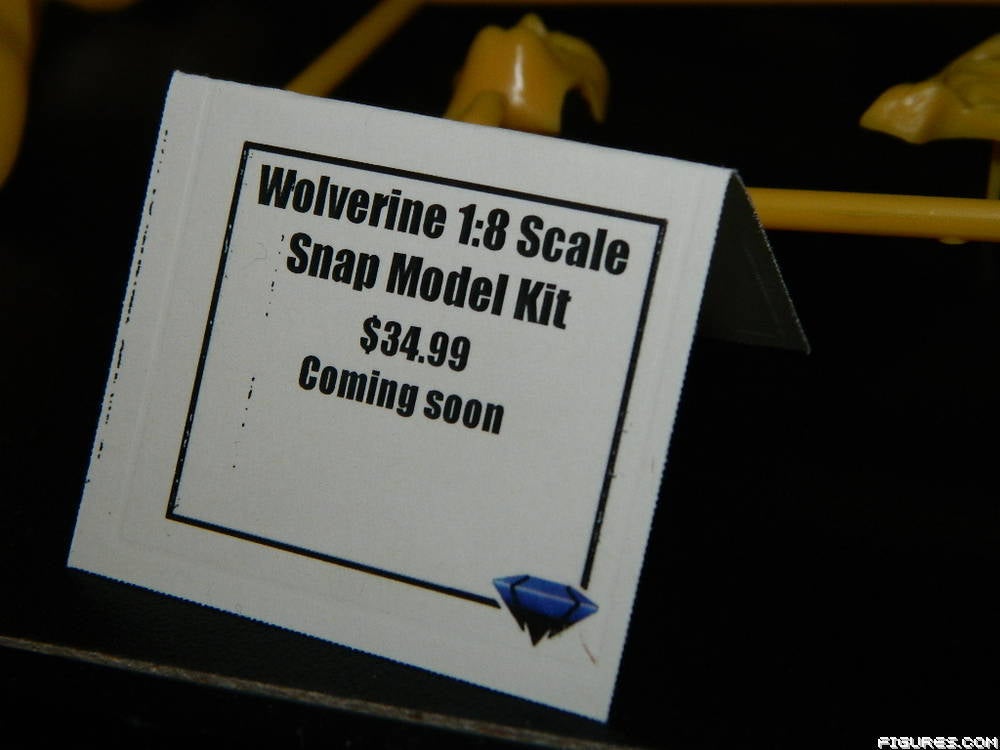 Wolverine 1:8 Scale
Snap Model Kit
$34.99
Coming soon
FIGURES.COM